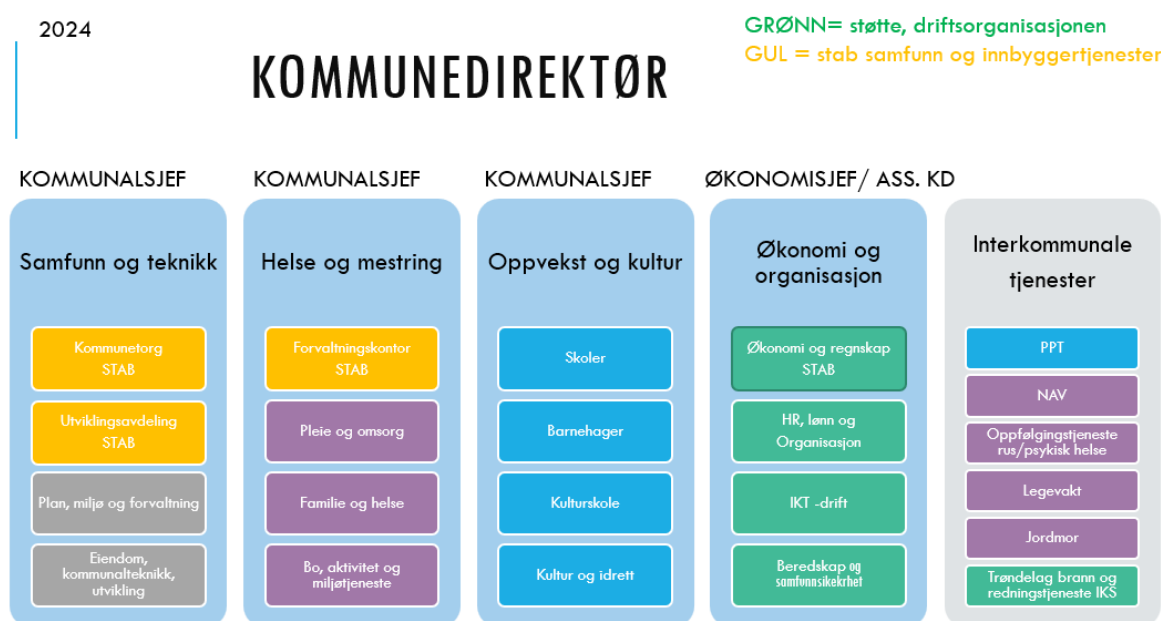 2024
GRØNN= støtte, driftsorganisasjonen
GUL = stab samfunn og innbyggertjenester
KOMMUNEDIREKTØR
KOMMUNALSJEF
Samfunn og teknikk
Kommunetorg
STAB
Utviklingsavdeling
STAB
Plan, miljø og forvaltning
Eiendom,
kommunalteknikk,
utvikling
KOMMUNALSJEF
Helse og mestring
Forvaltningskontor
STAB
Pleie og omsorg
Familie og helse
Bo, aktivitet og
miljøtjeneste
KOMMUNALSJEF
Oppvekst og kultur
Skoler
Barnehager
Kulturskole
Kultur og idrett
ØKONOMISJEF/ ASS. KD
Økonomi og
organisasjon
Økonomi og regnskap
STAB
HR, lønn og
Organisasjon
IKT -drift
Beredskap og
samfunnsikekrhet
Interkommunale
tjenester
PPT
NAV
Oppfølgingstjeneste
rus/psykisk helse
Legevakt
Jordmor
Trøndelag brann og
redningstjeneste IKS